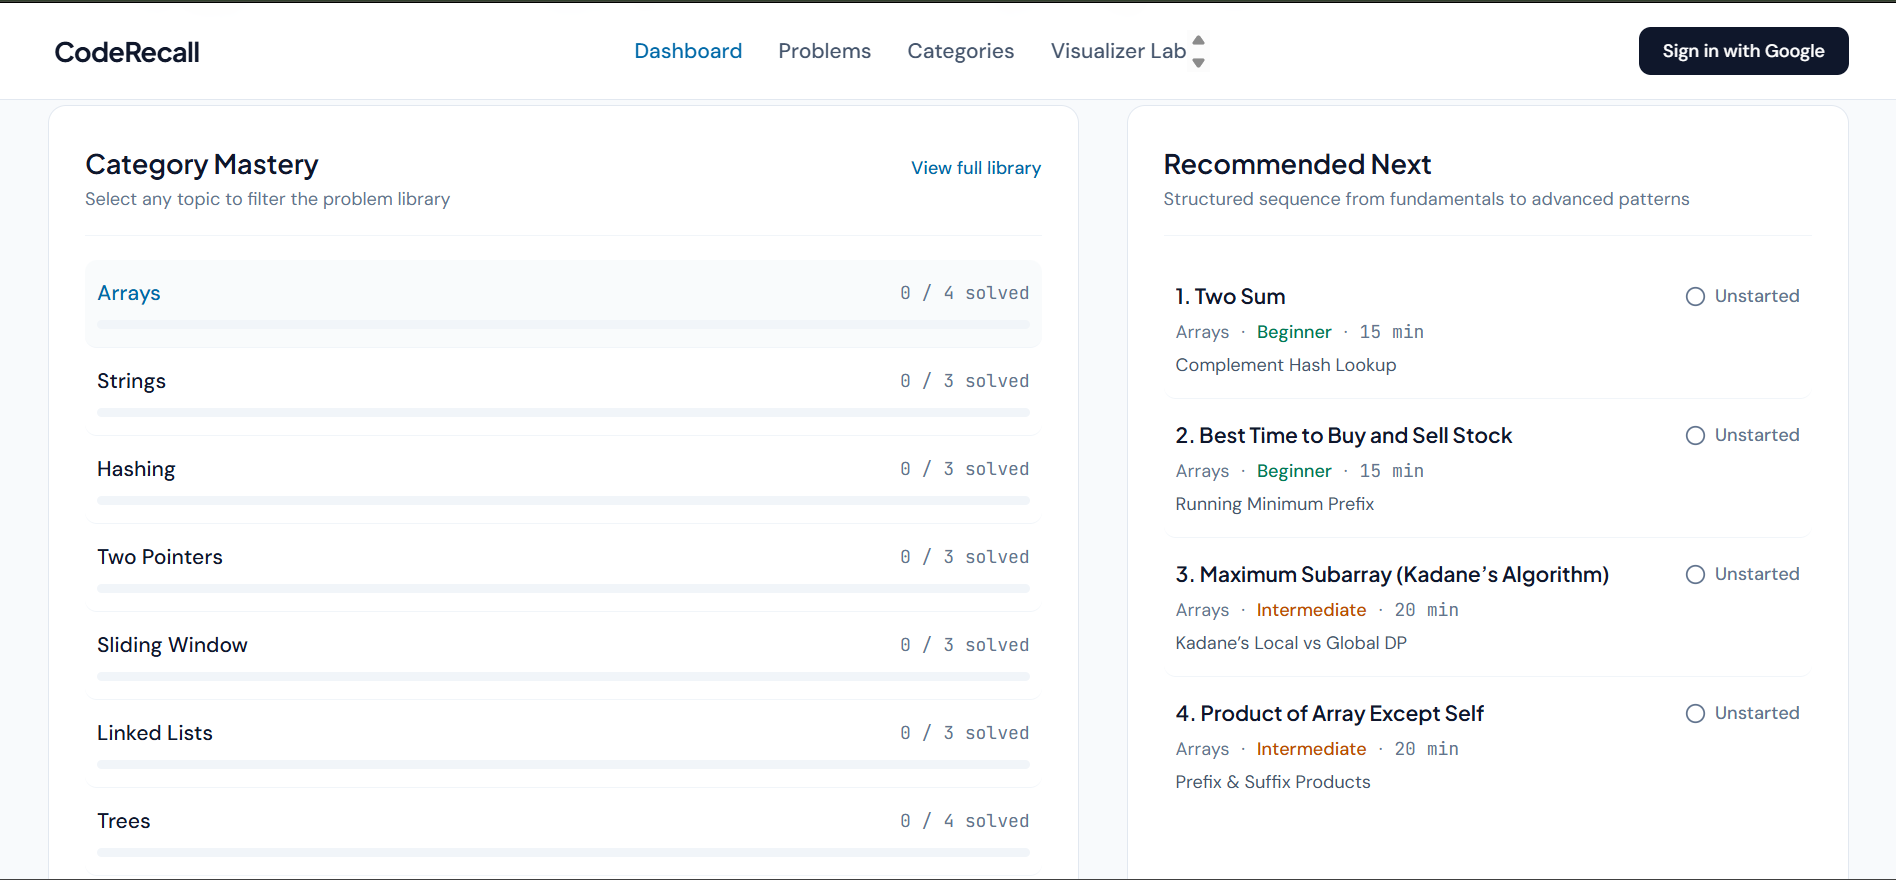 CodeRecall
Dashboard Problems Categories Visualizer Lab
Sign in with Google
Category Mastery
View full library
Select any topic to filter the problem library
Arrays 0 / 4 solved
Strings 0 / 3 solved
Hashing 0 / 3 solved
Two Pointers 0 / 3 solved
Sliding Window 0 / 3 solved
Linked Lists 0 / 3 solved
Trees 0 / 4 solved
Recommended Next
Structured sequence from fundamentals to advanced patterns
1. Two Sum Unstarted
Arrays · Beginner · 15 min
Complement Hash Lookup
2. Best Time to Buy and Sell Stock Unstarted
Arrays · Beginner · 15 min
Running Minimum Prefix
3. Maximum Subarray (Kadane’s Algorithm) Unstarted
Arrays · Intermediate · 20 min
Kadane’s Local vs Global DP
4. Product of Array Except Self Unstarted
Arrays · Intermediate · 20 min
Prefix & Suffix Products